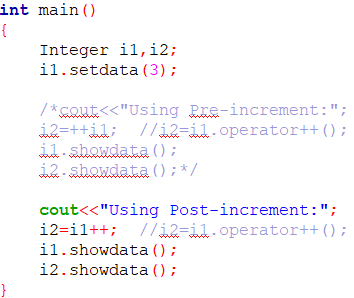 int main()
{
Integer i1,i2;
i1.setdata(3);
/*cout<<"Using Pre-increment:";
i2=++i1; //i2=i1.operator++();
i1.showdata();
i2.showdata();*/
cout<<"Using Post-increment:";
i2=i1++; //i2=i1.operator++();
i1.showdata();
i2.showdata();
}